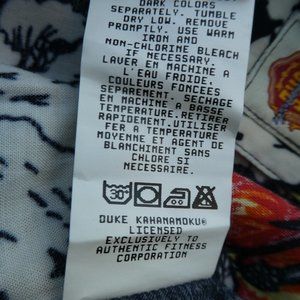 DARK COLORS
SEPARATELY. TUMBLE
DRY LOW. REMOVE
PROMPTLY. USE WARM
IRON AND
NON-CHLORINE BLEACH
IF NECESSARY.
LAVER EN MACHINE A
L'EAU FROIDE.
COULEURS FONCEES
SEPAREMENT. SECHAGE
EN MACHINE A BASSE
TEMPERATURE.RETIRER
RAPIDEMENT.UTILISER
FER A TEMPERATURE
MOYENNE ET AGENT DE
BLANCHIMENT SANS
CHLORE SI
NECESSAIRE.
30°
DUKE KAHANAMOKU®
LICENSED
EXCLUSIVELY TO
AUTHENTIC FITNESS
CORPORATION